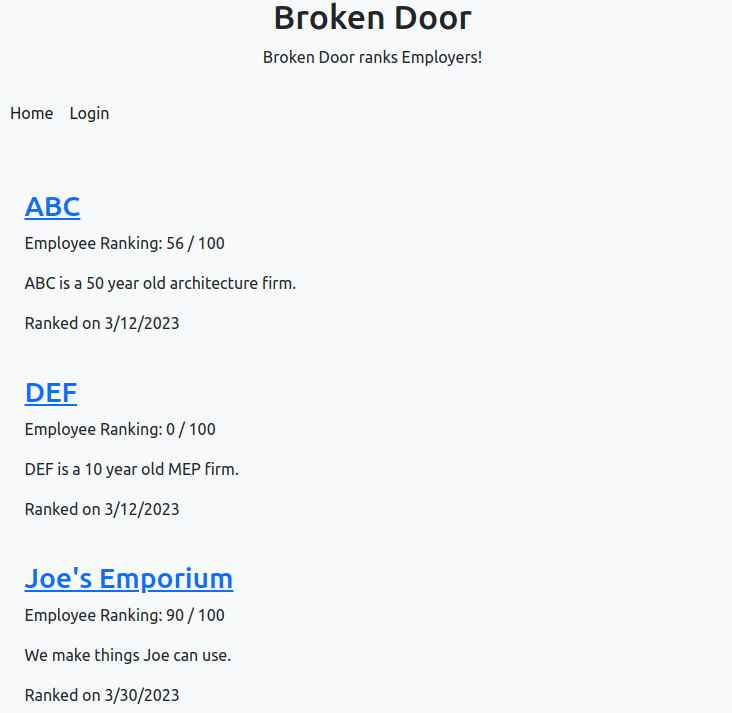 Broken Door
Broken Door ranks Employers!
Home Login
ABC
Employee Ranking: 56 / 100
ABC is a 50 year old architecture firm.
Ranked on 3/12/2023
DEF
Employee Ranking: 0 / 100
DEF is a 10 year old MEP firm.
Ranked on 3/12/2023
Joe's Emporium
Employee Ranking: 90 / 100
We make things Joe can use.
Ranked on 3/30/2023